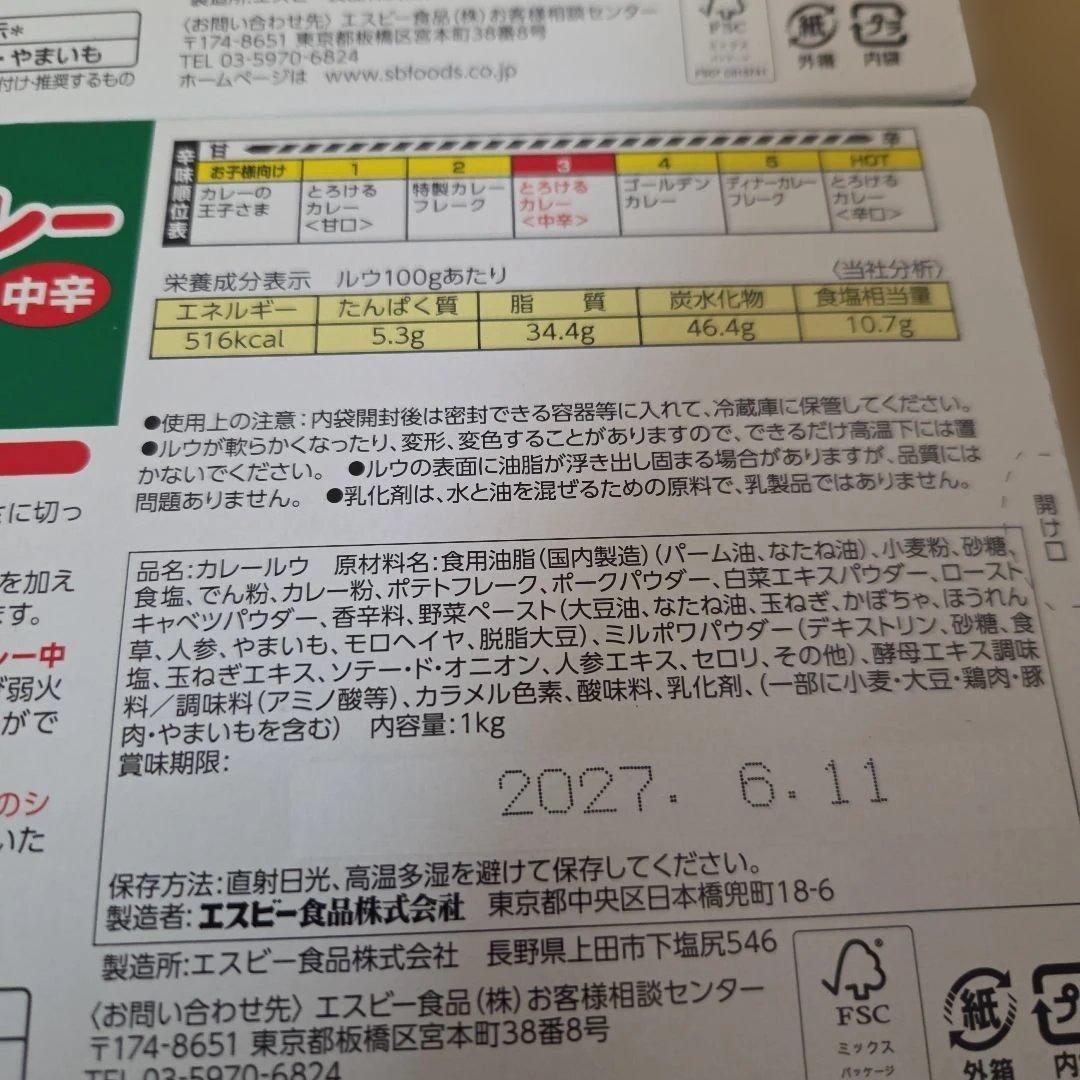 〈お問い合わせ先〉エスビー食品(株)お客様相談センター
〒174-8651 東京都板橋区宮本町38番8号
TEL 03-5970-6824
ホームページは www.sbfoods.co.jp
・やまいも
付け・推奨するもの
FSC
ミックス
パッケージ
紙
外箱
プラ
内袋
レー
中辛
辛味順位表
甘 辛
お子様向け 1 2 3 4 5 HOT
カレーの王子さま
とろけるカレー<甘口>
特製カレーフレーク
とろけるカレー<中辛>
ゴールデンカレー
ディナーカレーフレーク
とろけるカレー<辛口>
栄養成分表示 ルウ100gあたり 〈当社分析〉
エネルギー たんぱく質 脂質 炭水化物 食塩相当量
516kcal 5.3g 34.4g 46.4g 10.7g
●使用上の注意:内袋開封後は密封できる容器等に入れて、冷蔵庫に保管してください。
●ルウが軟らかくなったり、変形、変色することがありますので、できるだけ高温下には置
かないでください。 ●ルウの表面に油脂が浮き出し固まる場合がありますが、品質には
問題ありません。 ●乳化剤は、水と油を混ぜるための原料で、乳製品ではありません。
開け口
に切っ
を加え
ます。
レー中
弱火
がで
のシ
いた
品名:カレールウ 原材料名:食用油脂(国内製造)(パーム油、なたね油)、小麦粉、砂糖、
食塩、でん粉、カレー粉、ポテトフレーク、ポークパウダー、白菜エキスパウダー、ロースト
キャベツパウダー、香辛料、野菜ペースト(大豆油、なたね油、玉ねぎ、かぼちゃ、ほうれん
草、人参、やまいも、モロヘイヤ、脱脂大豆)、ミルポワパウダー(デキストリン、砂糖、食
塩、玉ねぎエキス、ソテー・ド・オニオン、人参エキス、セロリ、その他)、酵母エキス調味
料/調味料(アミノ酸等)、カラメル色素、酸味料、乳化剤、(一部に小麦・大豆・鶏肉・豚
肉・やまいもを含む) 内容量:1kg
賞味期限:
2027. 6.11
保存方法:直射日光、高温多湿を避けて保存してください。
製造者:エスビー食品株式会社 東京都中央区日本橋兜町18-6
製造所:エスビー食品株式会社 長野県上田市下塩尻546
〈お問い合わせ先〉エスビー食品(株)お客様相談センター
〒174-8651 東京都板橋区宮本町38番8号
TEL 03-5970-6824
FSC
ミックス
パッケージ
紙
外箱
プ
内